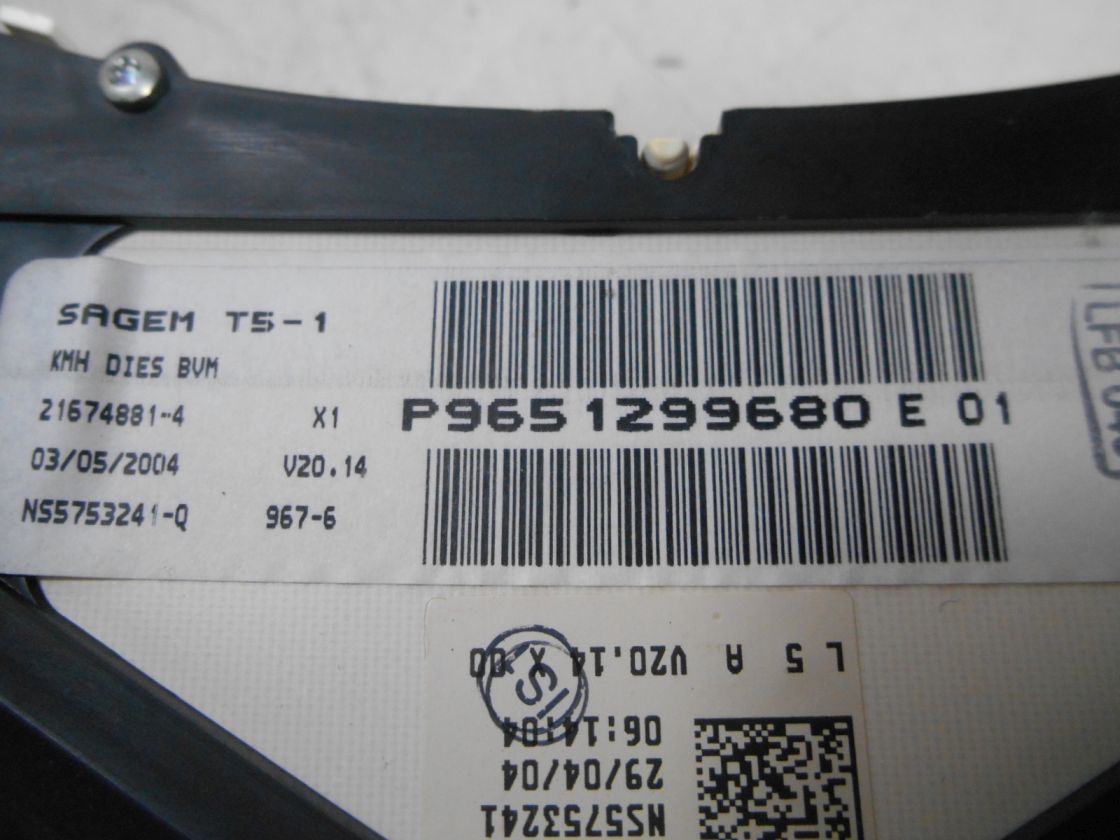 SAGEM T5-1
KMH DIES BVM
21674881-4 X1
P9651299680 E 01
03/05/2004 V20.14
NS5753241-Q 967-6
L 5 A V20.14 X 00
06:14:04
29/04/04
NS5753241